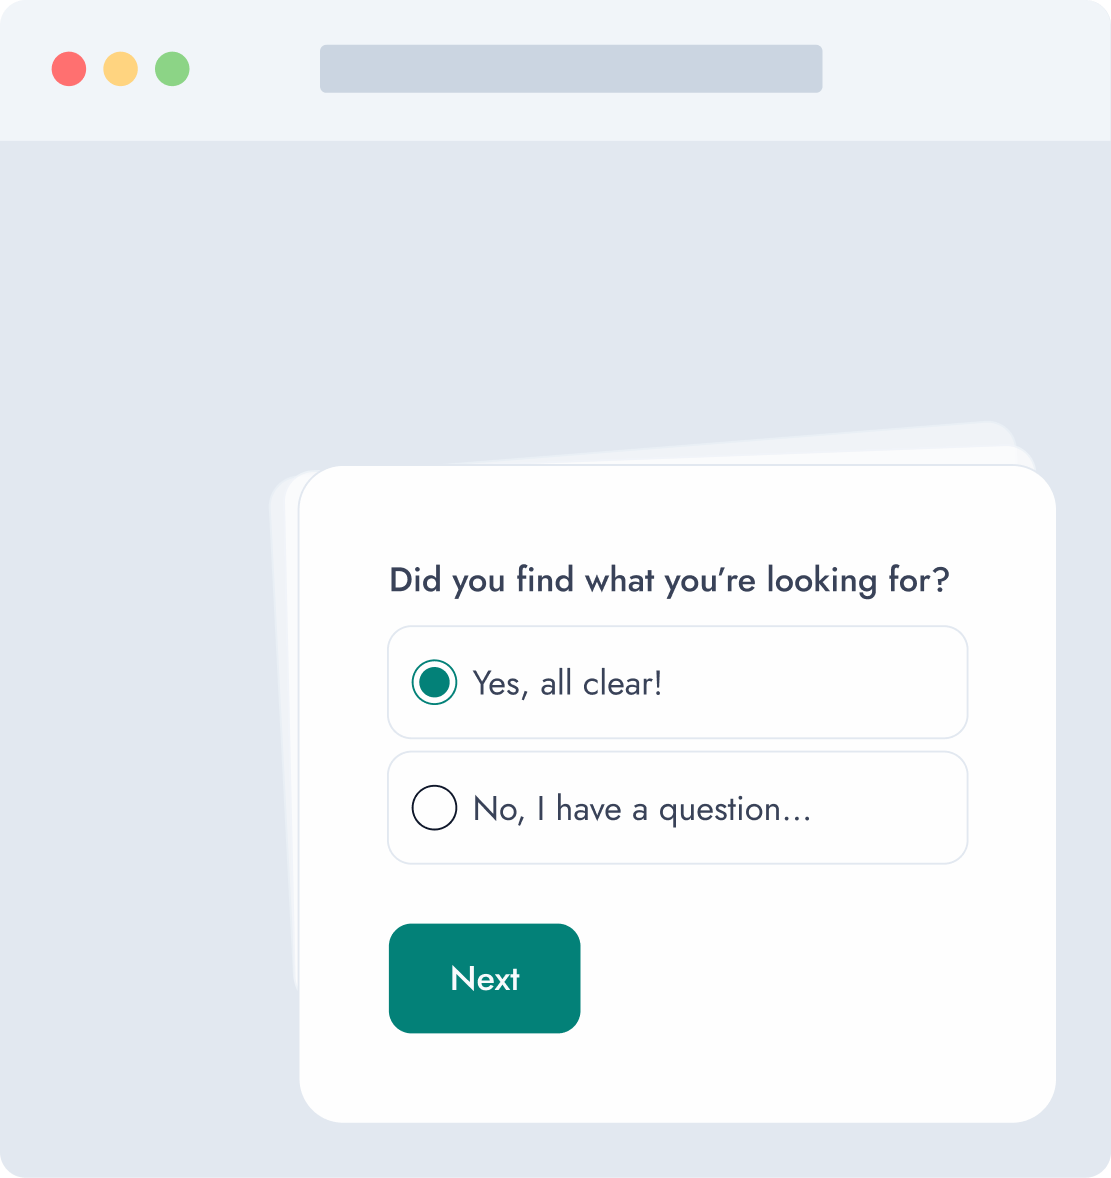 Did you find what you’re looking for?
Yes, all clear!
No, I have a question...
Next